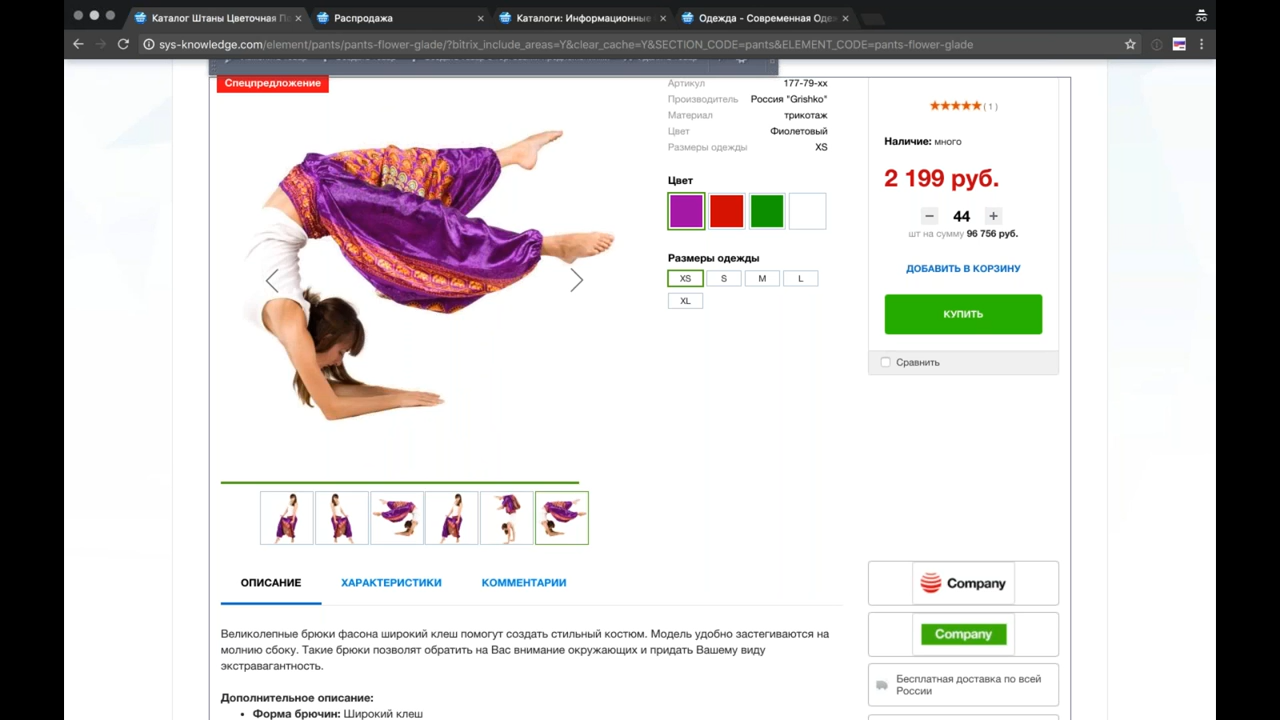 Каталог Штаны Цветочная По
Распродажа
Каталоги: Информационные
Одежда - Современная Оде
sys-knowledge.com/element/pants/pants-flower-glade/?bitrix_include_areas=Y&clear_cache=Y&SECTION_CODE=pants&ELEMENT_CODE=pants-flower-glade
Спецпредложение
Артикул 177-79-xx
Производитель Россия "Grishko"
Материал трикотаж
Цвет Фиолетовый
Размеры одежды XS
Цвет
Размеры одежды
XS S M L
XL
( 1 )
Наличие: много
2 199 руб.
− 44 +
шт на сумму 96 756 руб.
ДОБАВИТЬ В КОРЗИНУ
КУПИТЬ
Сравнить
ОПИСАНИЕ ХАРАКТЕРИСТИКИ КОММЕНТАРИИ
Великолепные брюки фасона широкий клеш помогут создать стильный костюм. Модель удобно застегиваются на
молнию сбоку. Такие брюки позволят обратить на Вас внимание окружающих и придать Вашему виду
экстравагантность.
Дополнительное описание:
• Форма брючин: Широкий клеш
Company
Company
Бесплатная доставка по всей
России